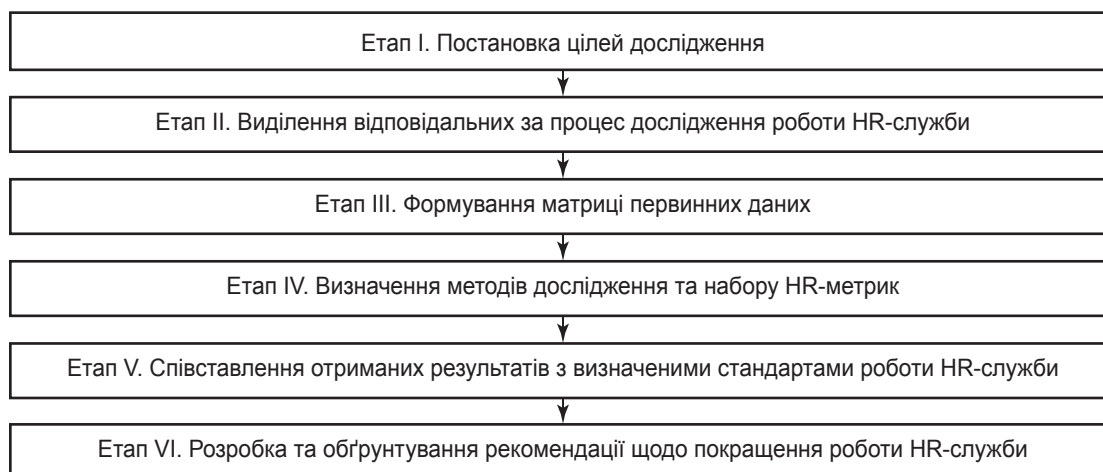 Етап I. Постановка цілей дослідження
Етап II. Виділення відповідальних за процес дослідження роботи HR-служби
Етап III. Формування матриці первинних даних
Етап IV. Визначення методів дослідження та набору HR-метрик
Етап V. Співставлення отриманих результатів з визначеними стандартами роботи HR-служби
Етап VI. Розробка та обґрунтування рекомендації щодо покращення роботи HR-служби